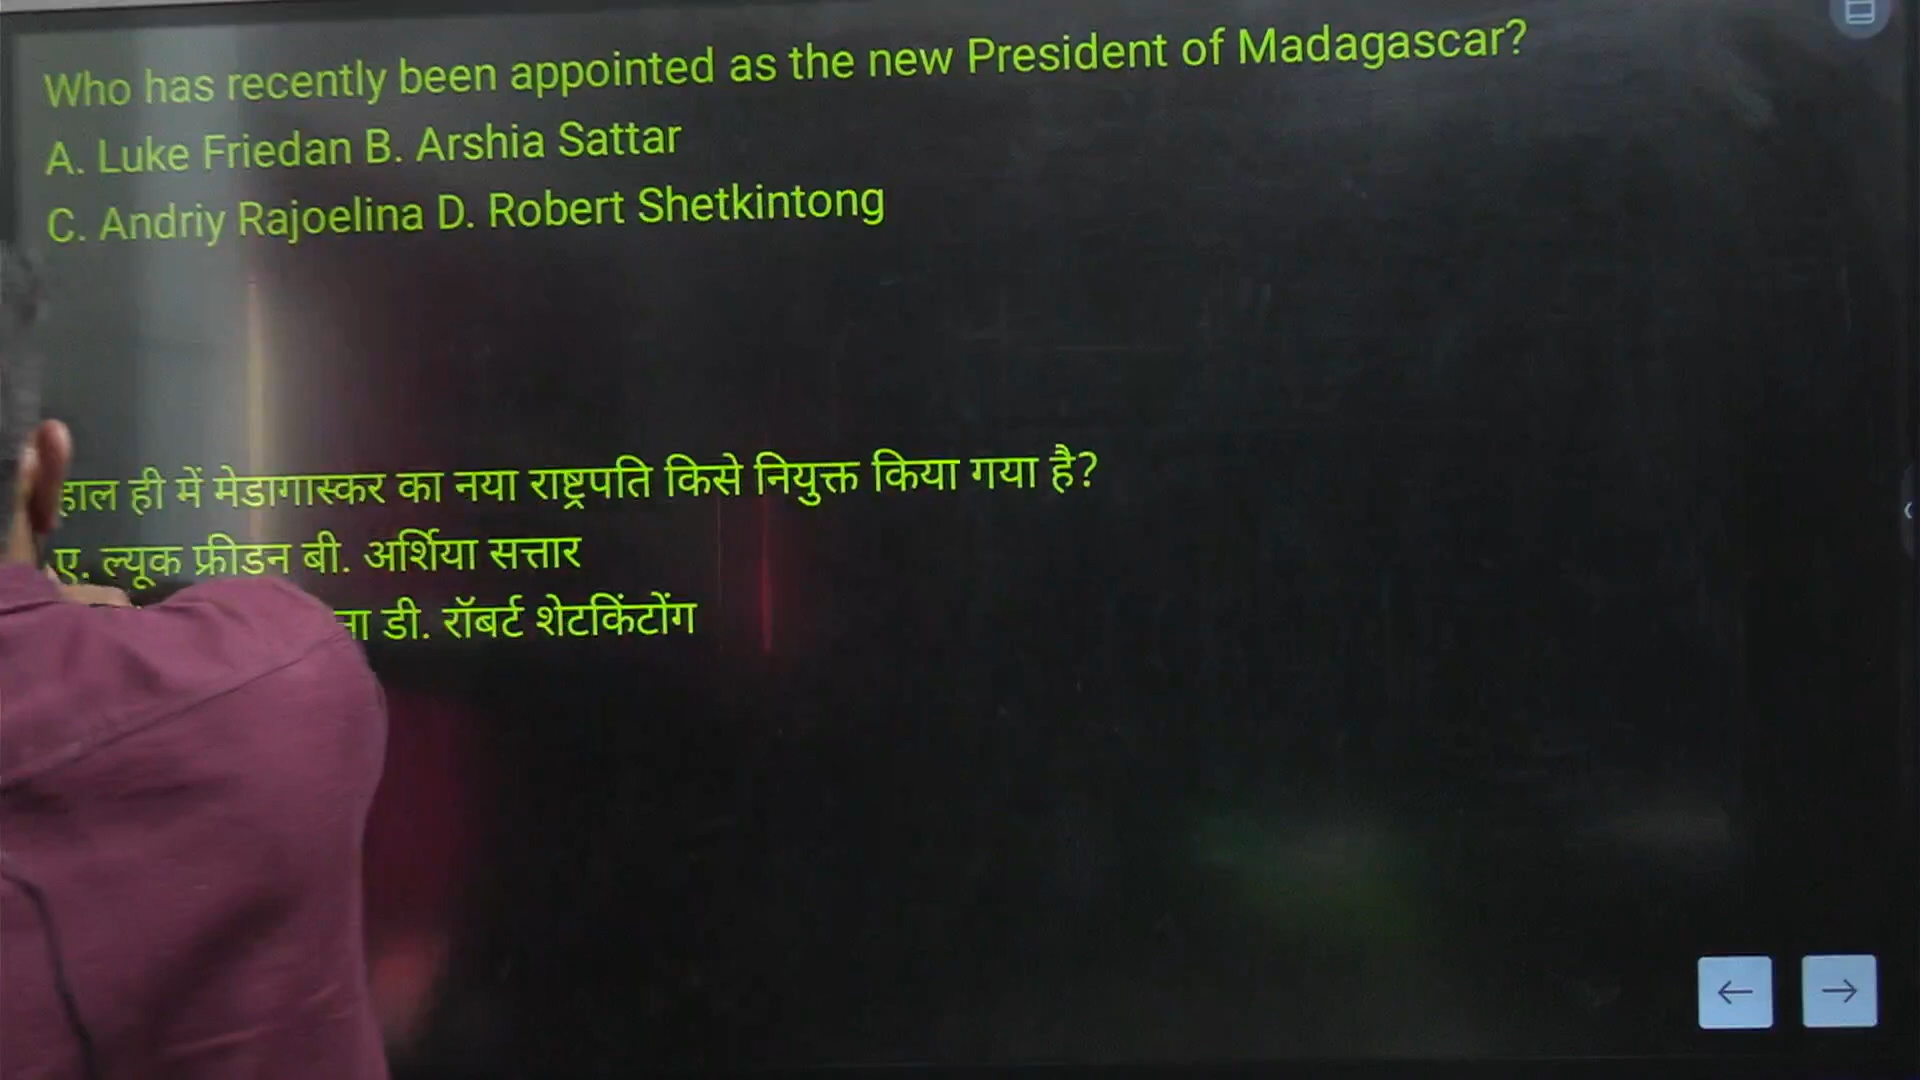 Who has recently been appointed as the new President of Madagascar?
A. Luke Friedan B. Arshia Sattar
C. Andriy Rajoelina D. Robert Shetkintong
हाल ही में मेडागास्कर का नया राष्ट्रपति किसे नियुक्त किया गया है?
ए. ल्यूक फ्रीडन बी. अर्शिया सत्तार
डी. रॉबर्ट शेटकिंटोंग